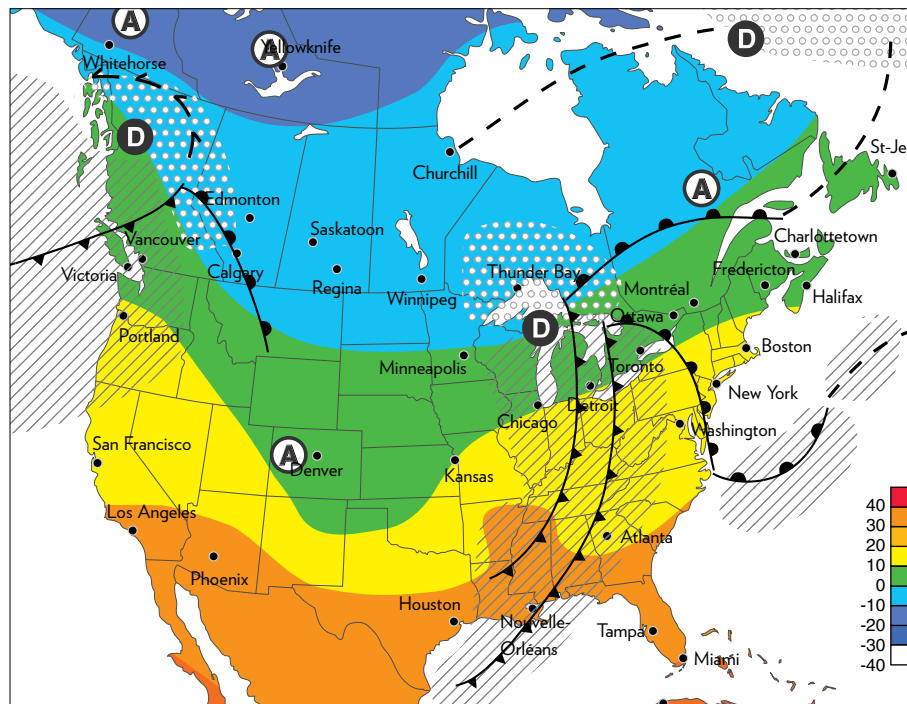 A
A
Yellowknife
D
Whitehorse
D
Churchill
St-Je
A
Edmonton
Saskatoon
Vancouver
Charlottetown
Victoria
Calgary
Regina
Winnipeg
Thunder Bay
Fredericton
Montréal
Halifax
Ottawa
Portland
D
Minneapolis
Toronto
Boston
Detroit
New York
Chicago
Washington
San Francisco
A
Denver
Kansas
Los Angeles
Atlanta
Phoenix
Houston
Nouvelle-
Orléans
Tampa
Miami
40
30
20
10
0
-10
-20
-30
-40